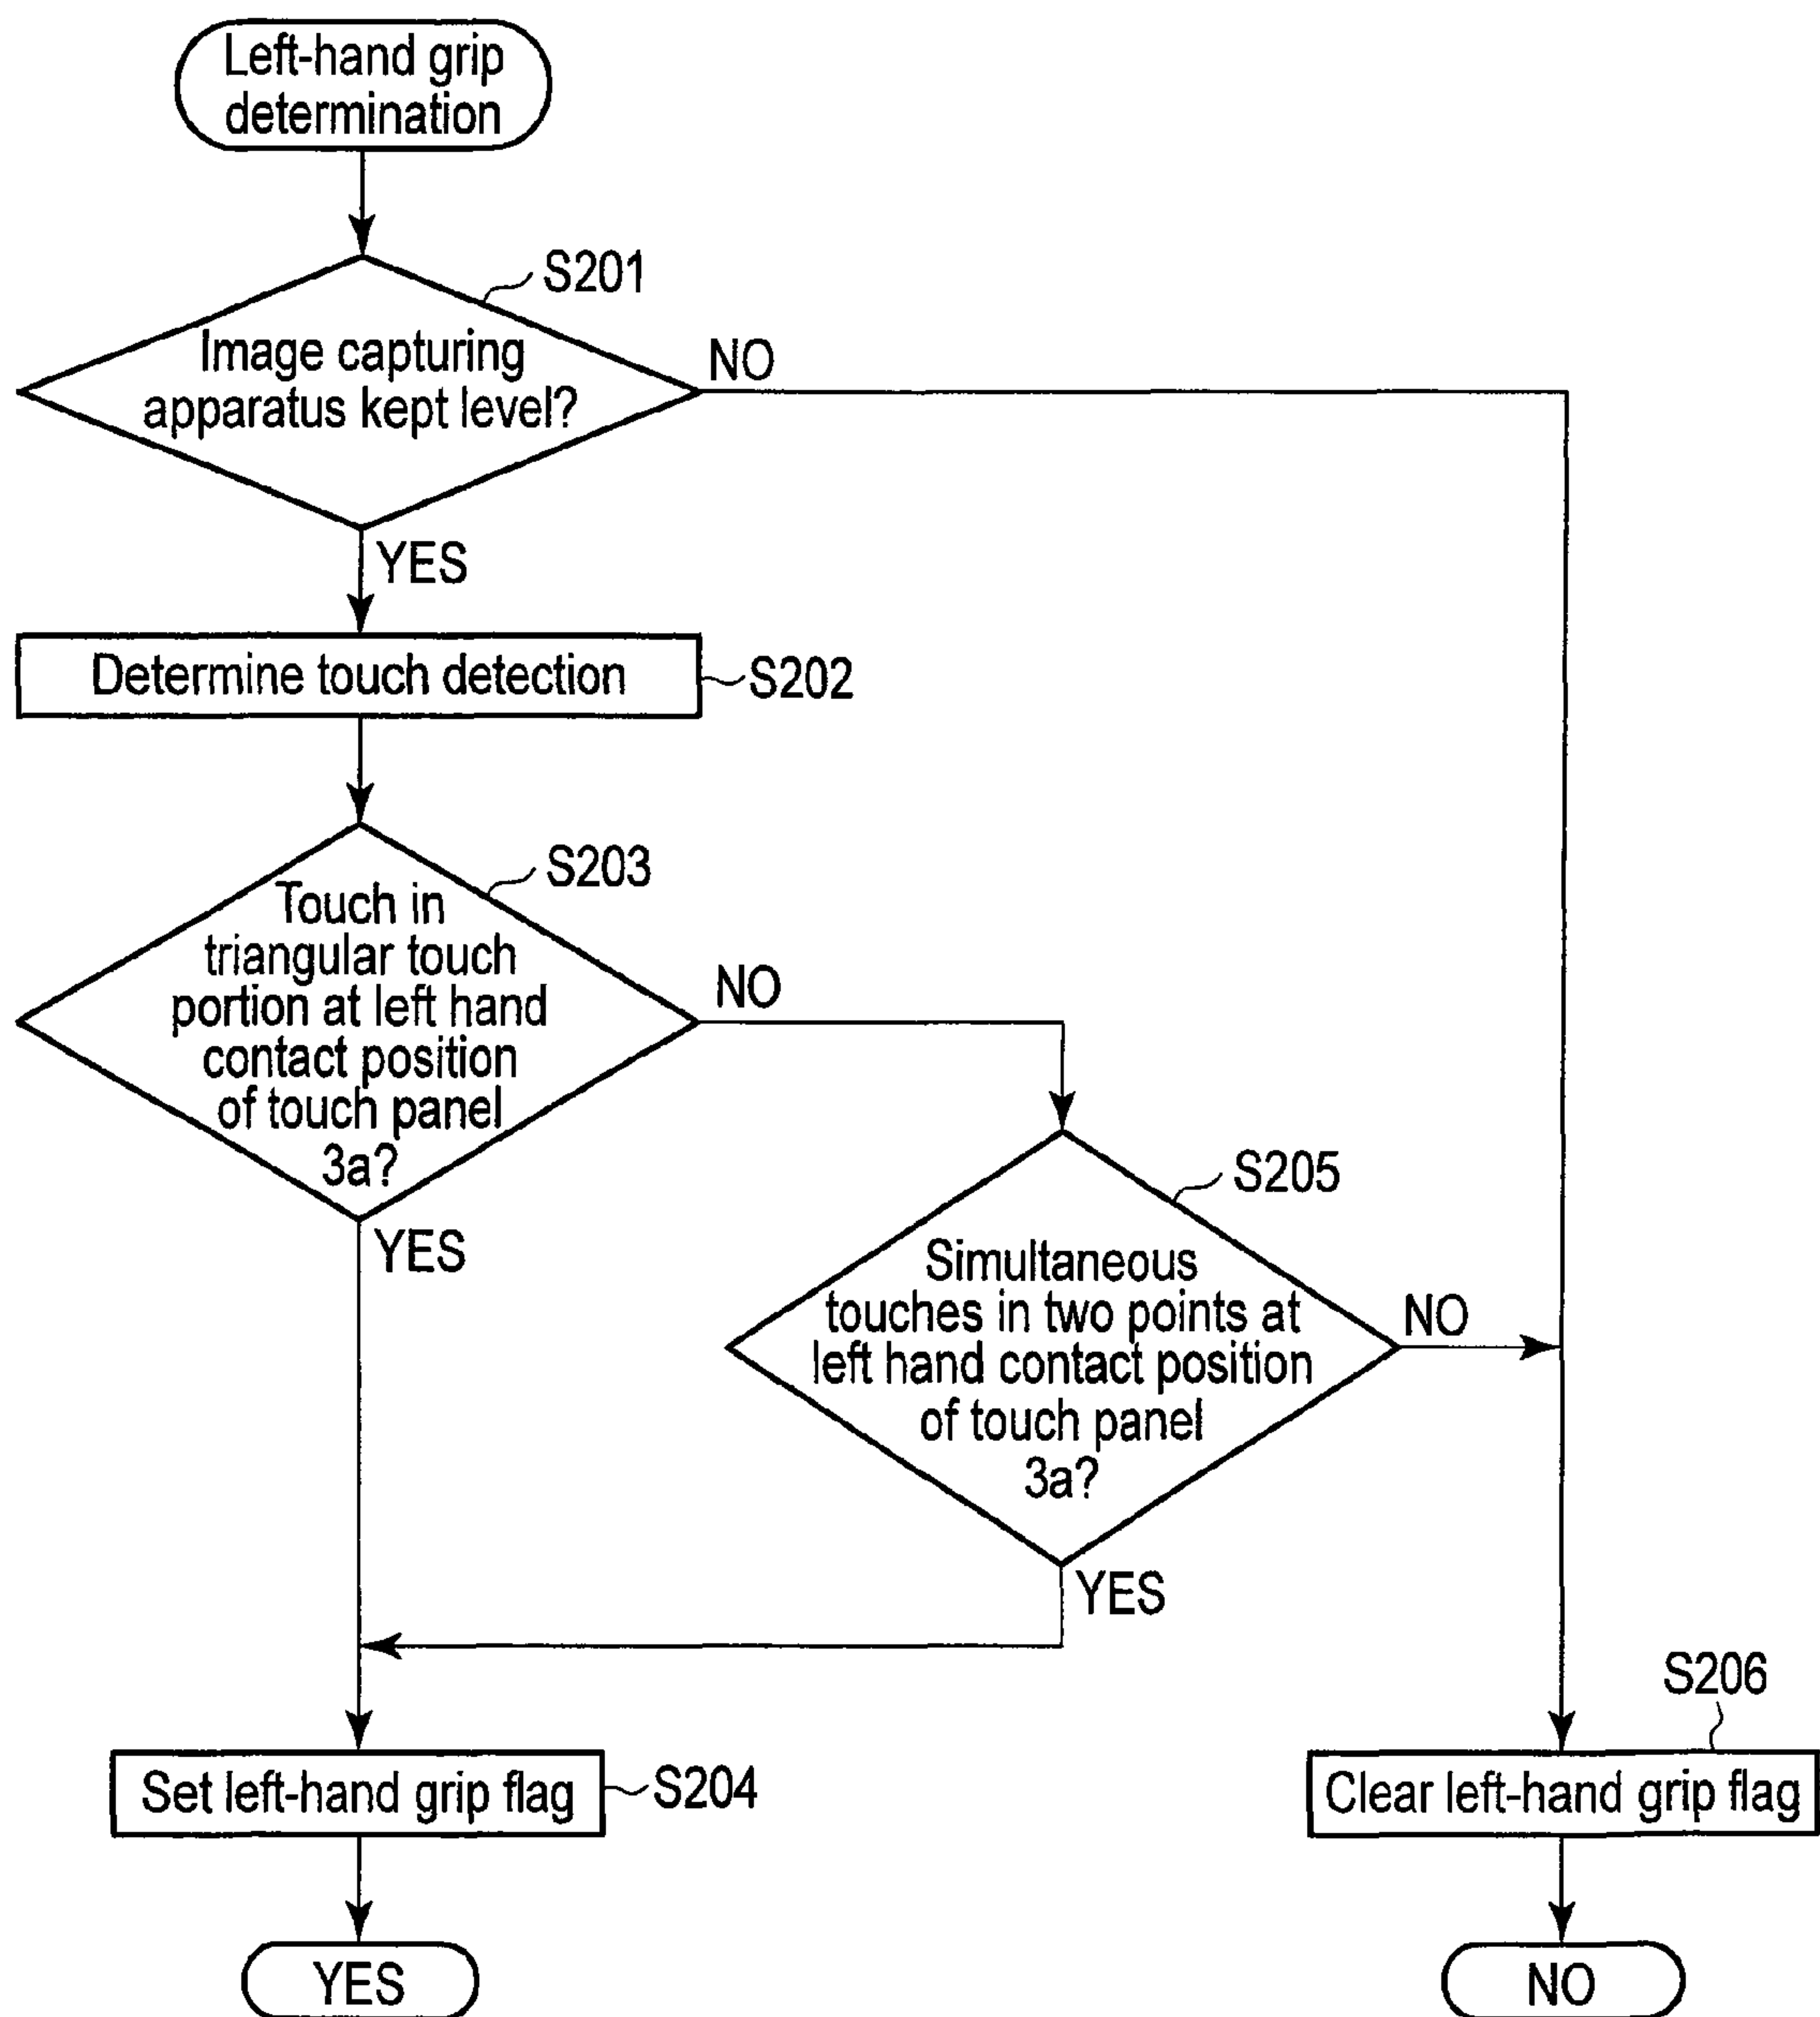 Left-hand grip
determination
S201
Image capturing
apparatus kept level?
NO
YES
Determine touch detection
S202
S203
Touch in
triangular touch
portion at left hand
contact position
of touch panel
3a?
NO
YES
S205
Simultaneous
touches in two points at
left hand contact position
of touch panel
3a?
NO
YES
S206
Set left-hand grip flag
S204
Clear left-hand grip flag
YES
NO